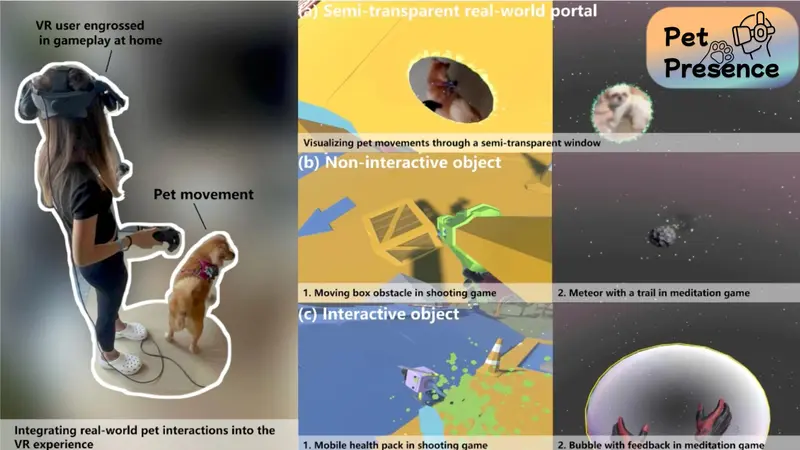 VR user engrossed
in gameplay at home
Pet movement
Integrating real-world pet interactions into the
VR experience
(a) Semi-transparent real-world portal
Pet
Presence
Visualizing pet movements through a semi-transparent window
(b) Non-interactive object
1. Moving box obstacle in shooting game
2. Meteor with a trail in meditation game
(c) Interactive object
1. Mobile health pack in shooting game
2. Bubble with feedback in meditation game